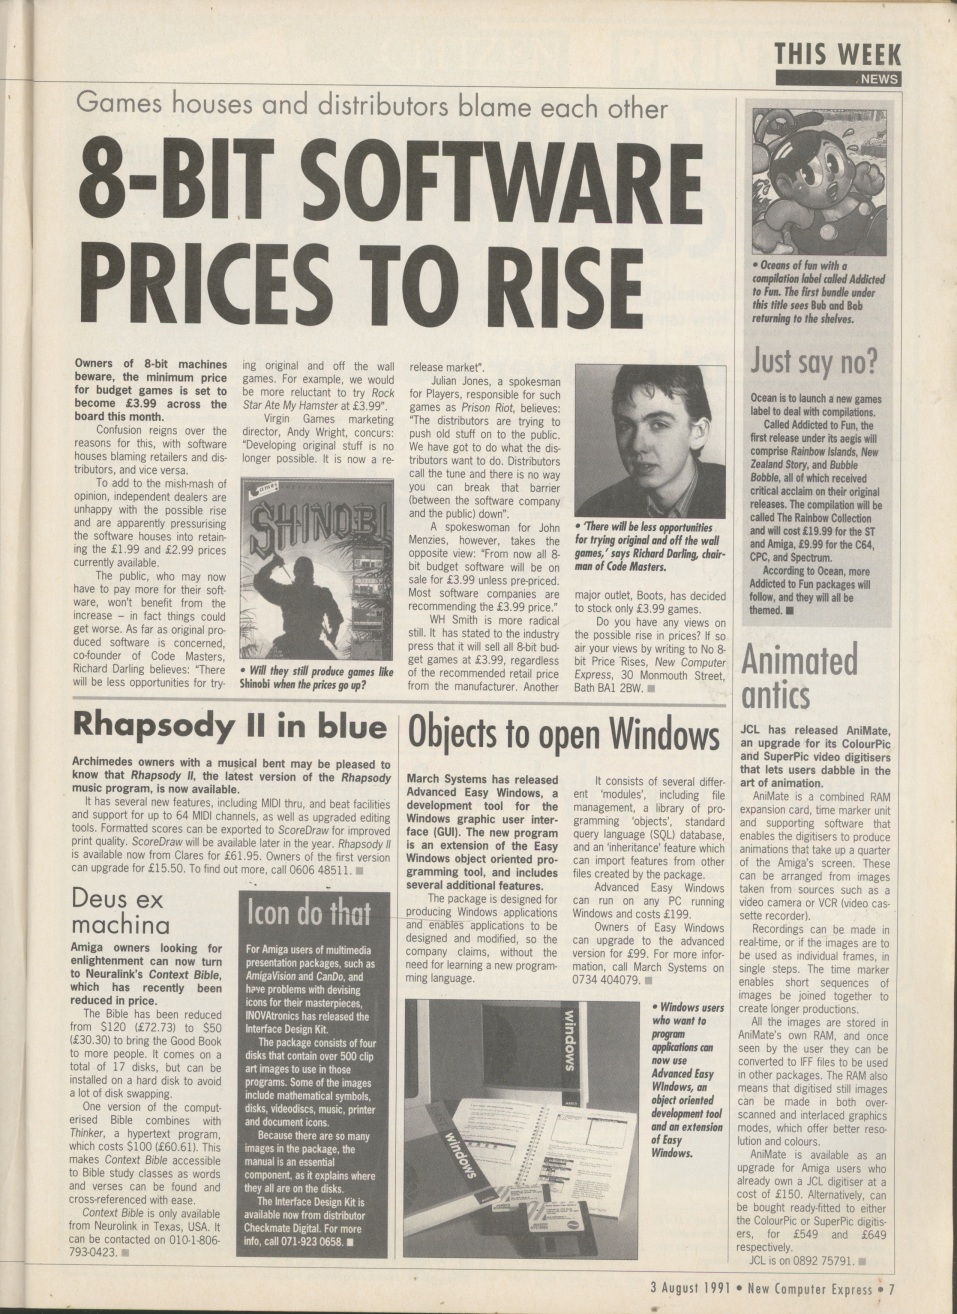 THIS WEEK
NEWS
Games houses and distributors blame each other
8-BIT SOFTWARE
PRICES TO RISE
Owners of 8-bit machines
beware, the minimum price
for budget games is set to
become £3.99 across the
board this month.
Confusion reigns over the
reasons for this, with software
houses blaming retailers and dis-
tributors, and vice versa.
To add to the mish-mash of
opinion, independent dealers are
unhappy with the possible rise
and are apparently pressurising
the software houses into retain-
ing the £1.99 and £2.99 prices
currently available.
The public, who may now
have to pay more for their soft-
ware, won't benefit from the
increase – in fact things could
get worse. As far as original pro-
duced software is concerned,
co-founder of Code Masters,
Richard Darling believes: "There
will be less opportunities for try-
ing original and off the wall
games. For example, we would
be more reluctant to try Rock
Star Ate My Hamster at £3.99".
Virgin Games marketing
director, Andy Wright, concurs:
"Developing original stuff is no
longer possible. It is now a re-
SHINOBI
• Will they still produce games like
Shinobi when the prices go up?
release market".
Julian Jones, a spokesman
for Players, responsible for such
games as Prison Riot, believes:
"The distributors are trying to
push old stuff on to the public.
We have got to do what the dis-
tributors want to do. Distributors
call the tune and there is no way
you can break that barrier
(between the software company
and the public) down".
A spokeswoman for John
Menzies, however, takes the
opposite view: "From now all 8-
bit budget software will be on
sale for £3.99 unless pre-priced.
Most software companies are
recommending the £3.99 price."
WH Smith is more radical
still. It has stated to the industry
press that it will sell all 8-bit bud-
get games at £3.99, regardless
of the recommended retail price
from the manufacturer. Another
• 'There will be less opportunities
for trying original and off the wall
games,' says Richard Darling, chair-
man of Code Masters.
major outlet, Boots, has decided
to stock only £3.99 games.
Do you have any views on
the possible rise in prices? If so
air your views by writing to No 8-
bit Price Rises, New Computer
Express, 30 Monmouth Street,
Bath BA1 2BW.
• Oceans of fun with a
compilation label called Addicted
to Fun. The first bundle under
this title sees Bub and Bob
returning to the shelves.
Just say no?
Ocean is to launch a new games
label to deal with compilations.
Called Addicted to Fun, the
first release under its aegis will
comprise Rainbow Islands, New
Zealand Story, and Bubble
Bobble, all of which received
critical acclaim on their original
releases. The compilation will be
called The Rainbow Collection
and will cost £19.99 for the ST
and Amiga, £9.99 for the C64,
CPC, and Spectrum.
According to Ocean, more
Addicted to Fun packages will
follow, and they will all be
themed.
Animated
antics
JCL has released AniMate,
an upgrade for its ColourPic
and SuperPic video digitisers
that lets users dabble in the
art of animation.
AniMate is a combined RAM
expansion card, time marker unit
and supporting software that
enables the digitisers to produce
animations that take up a quarter
of the Amiga's screen. These
can be arranged from images
taken from sources such as a
video camera or VCR (video cas-
sette recorder).
Recordings can be made in
real-time, or if the images are to
be used as individual frames, in
single steps. The time marker
enables short sequences of
images be joined together to
create longer productions.
All the images are stored in
AniMate's own RAM, and once
seen by the user they can be
converted to IFF files to be used
in other packages. The RAM also
means that digitised still images
can be made in both over-
scanned and interlaced graphics
modes, which offer better reso-
lution and colours.
AniMate is available as an
upgrade for Amiga users who
already own a JCL digitiser at a
cost of £150. Alternatively, can
be bought ready-fitted to either
the ColourPic or SuperPic digitis-
ers, for £549 and £649
respectively.
JCL is on 0892 75791.
Rhapsody II in blue
Archimedes owners with a musical bent may be pleased to
know that Rhapsody II, the latest version of the Rhapsody
music program, is now available.
It has several new features, including MIDI thru, and beat facilities
and support for up to 64 MIDI channels, as well as upgraded editing
tools. Formatted scores can be exported to ScoreDraw for improved
print quality. ScoreDraw will be available later in the year. Rhapsody II
is available now from Clares for £61.95. Owners of the first version
can upgrade for £15.50. To find out more, call 0606 48511.
Deus ex
machina
Amiga owners looking for
enlightenment can now turn
to Neuralink's Context Bible,
which has recently been
reduced in price.
The Bible has been reduced
from $120 (£72.73) to $50
(£30.30) to bring the Good Book
to more people. It comes on a
total of 17 disks, but can be
installed on a hard disk to avoid
a lot of disk swapping.
One version of the comput-
erised Bible combines with
Thinker, a hypertext program,
which costs $100 (£60.61). This
makes Context Bible accessible
to Bible study classes as words
and verses can be found and
cross-referenced with ease.
Context Bible is only available
from Neurolink in Texas, USA. It
can be contacted on 010-1-806-
793-0423.
Icon do that
For Amiga users of multimedia
presentation packages, such as
AmigaVision and CanDo, and
have problems with devising
icons for their masterpieces,
INOVAtronics has released the
Interface Design Kit.
The package consists of four
disks that contain over 500 clip
art images to use in those
programs. Some of the images
include mathematical symbols,
disks, videodiscs, music, printer
and document icons.
Because there are so many
images in the package, the
manual is an essential
component, as it explains where
they all are on the disks.
The Interface Design Kit is
available now from distributor
Checkmate Digital. For more
info, call 071-923 0658.
Objects to open Windows
March Systems has released
Advanced Easy Windows, a
development tool for the
Windows graphic user inter-
face (GUI). The new program
is an extension of the Easy
Windows object oriented pro-
gramming tool, and includes
several additional features.
The package is designed for
producing Windows applications
and enables applications to be
designed and modified, so the
company claims, without the
need for learning a new program-
ming language.
It consists of several differ-
ent 'modules', including file
management, a library of pro-
gramming 'objects', standard
query language (SQL) database,
and an 'inheritance' feature which
can import features from other
files created by the package.
Advanced Easy Windows
can run on any PC running
Windows and costs £199.
Owners of Easy Windows
can upgrade to the advanced
version for £99. For more infor-
mation, call March Systems on
0734 404079.
windows
windows
• Windows users
who want to
program
applications can
now use
Advanced Easy
Windows, an
object oriented
development tool
and an extension
of Easy
Windows.
3 August 1991 • New Computer Express • 7